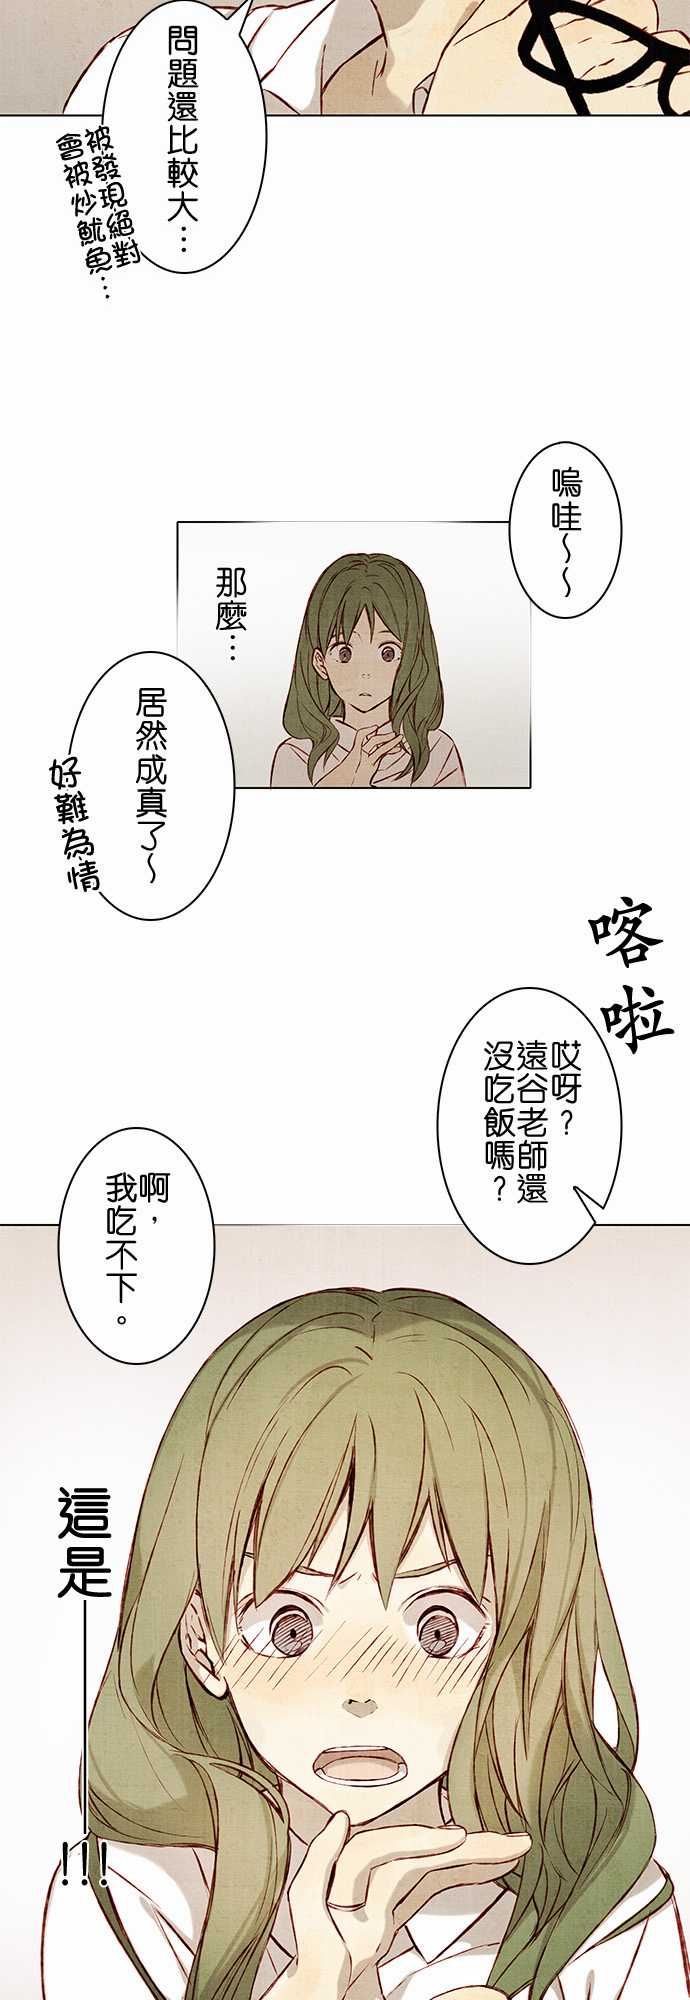 問題還比較大⋯
被發現絕對
會被炒魷魚⋯
嗚哇～～
那麼⋯
居然成真了～
好難為情
喀啦
哎呀？
遠谷老師還
沒吃飯嗎？
啊，
我吃不下。
這是——!!!